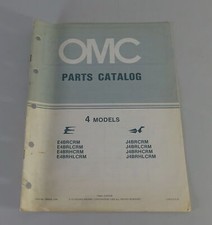 OMC
PARTS CATALOG
4 MODELS
E4BRCRM J4BRCRM
E4BRLCRM J4BRLCRM
E4BRHCRM J4BRHCRM
E4BRHLCRM J4BRHLCRM